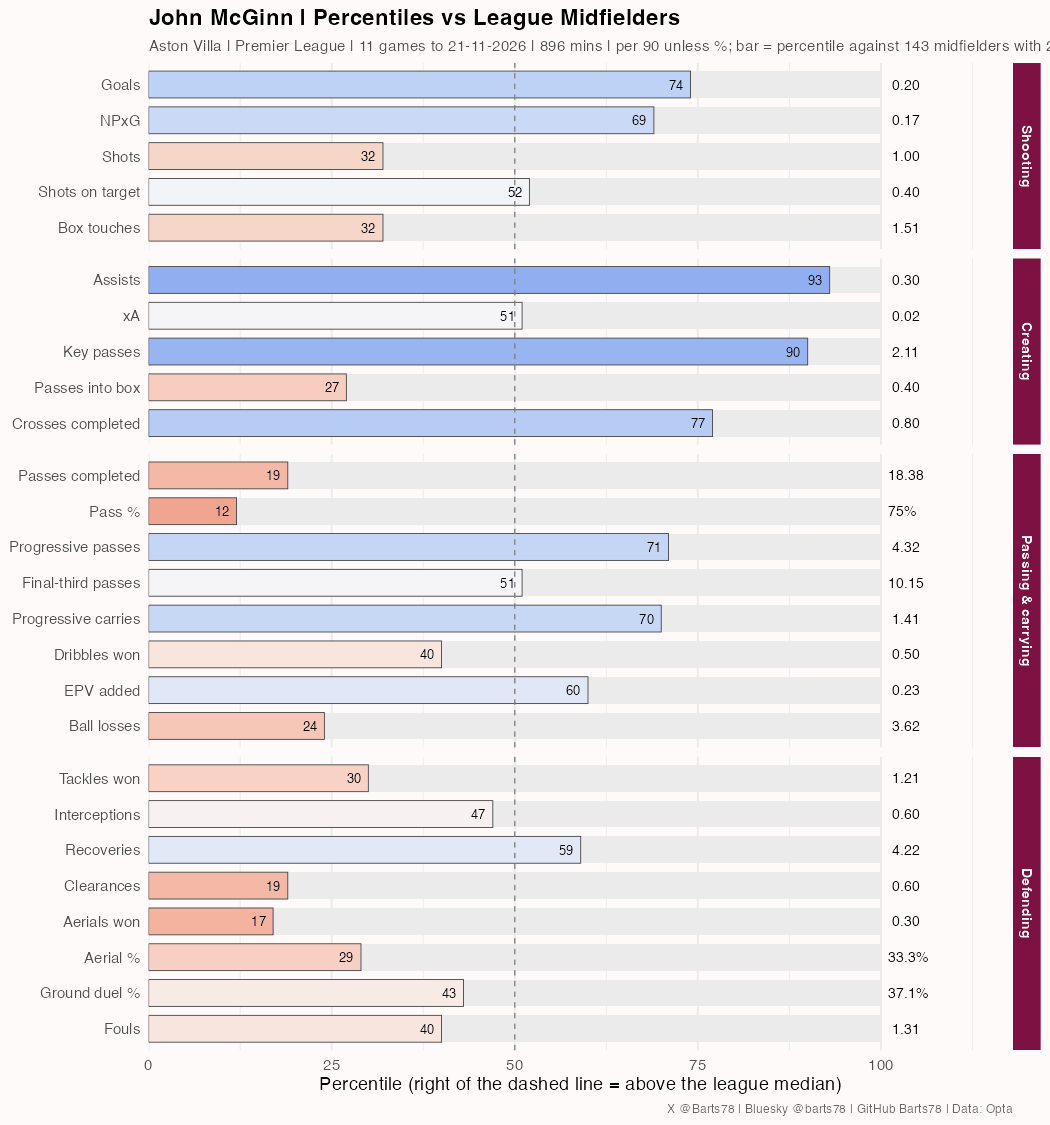 John McGinn | Percentiles vs League Midfielders
Aston Villa | Premier League | 11 games to 21-11-2026 | 896 mins | per 90 unless %; bar = percentile against 143 midfielders with
Goals 74 0.20
NPxG 69 0.17
Shots 32 1.00
Shots on target 52 0.40
Box touches 32 1.51
Shooting
Assists 93 0.30
xA 51 0.02
Key passes 90 2.11
Passes into box 27 0.40
Crosses completed 77 0.80
Creating
Passes completed 19 18.38
Pass % 12 75%
Progressive passes 71 4.32
Final-third passes 51 10.15
Progressive carries 70 1.41
Dribbles won 40 0.50
EPV added 60 0.23
Ball losses 24 3.62
Passing & carrying
Tackles won 30 1.21
Interceptions 47 0.60
Recoveries 59 4.22
Clearances 19 0.60
Aerials won 17 0.30
Aerial % 29 33.3%
Ground duel % 43 37.1%
Fouls 40 1.31
Defending
0 25 50 75 100
Percentile (right of the dashed line = above the league median)
X @Barts78 | Bluesky @barts78 | GitHub Barts78 | Data: Opta